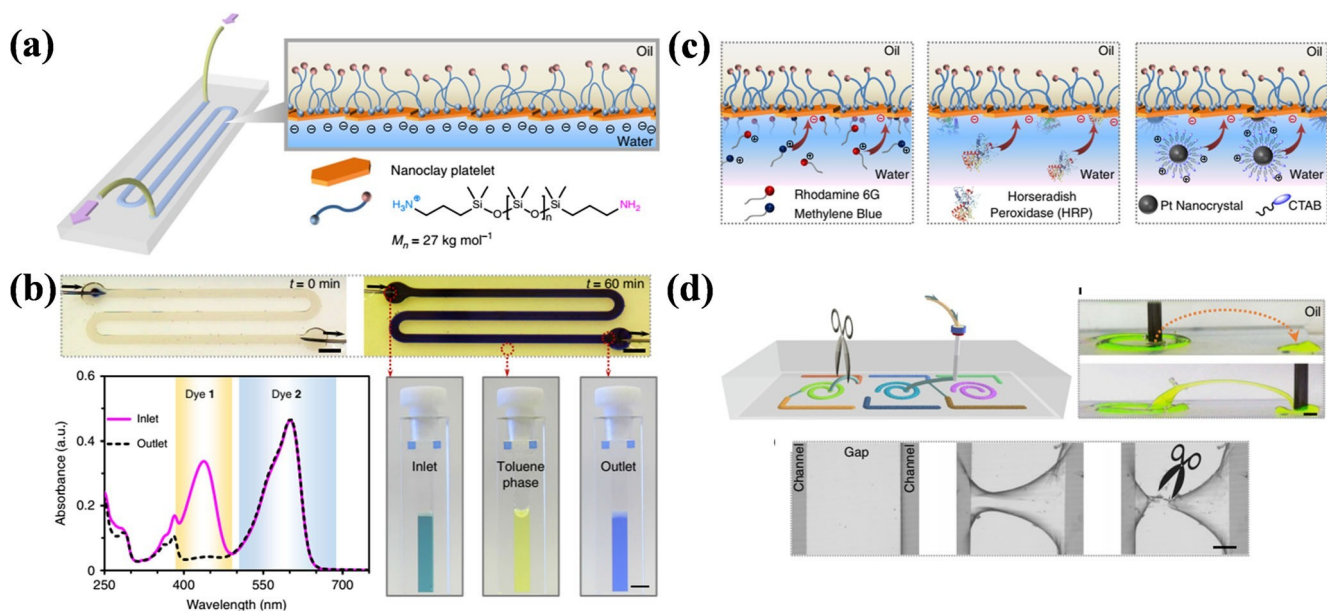 (a)
Oil
Water
Nanoclay platelet
H₃N⊕
Si
O
Si
O
Si
n
NH₂
Mₙ = 27 kg mol⁻¹
(c)
Oil
Oil
Oil
Water
Water
Water
Rhodamine 6G
Methylene Blue
Horseradish
Peroxidase (HRP)
Pt Nanocrystal
CTAB
(b)
t = 0 min
t = 60 min
0.6
0.4
0.2
0
Absorbance (a.u.)
Dye 1
Dye 2
Inlet
Outlet
250
400
550
700
Wavelength (nm)
Inlet
Toluene
phase
Outlet
(d)
Oil
Channel
Gap
Channel